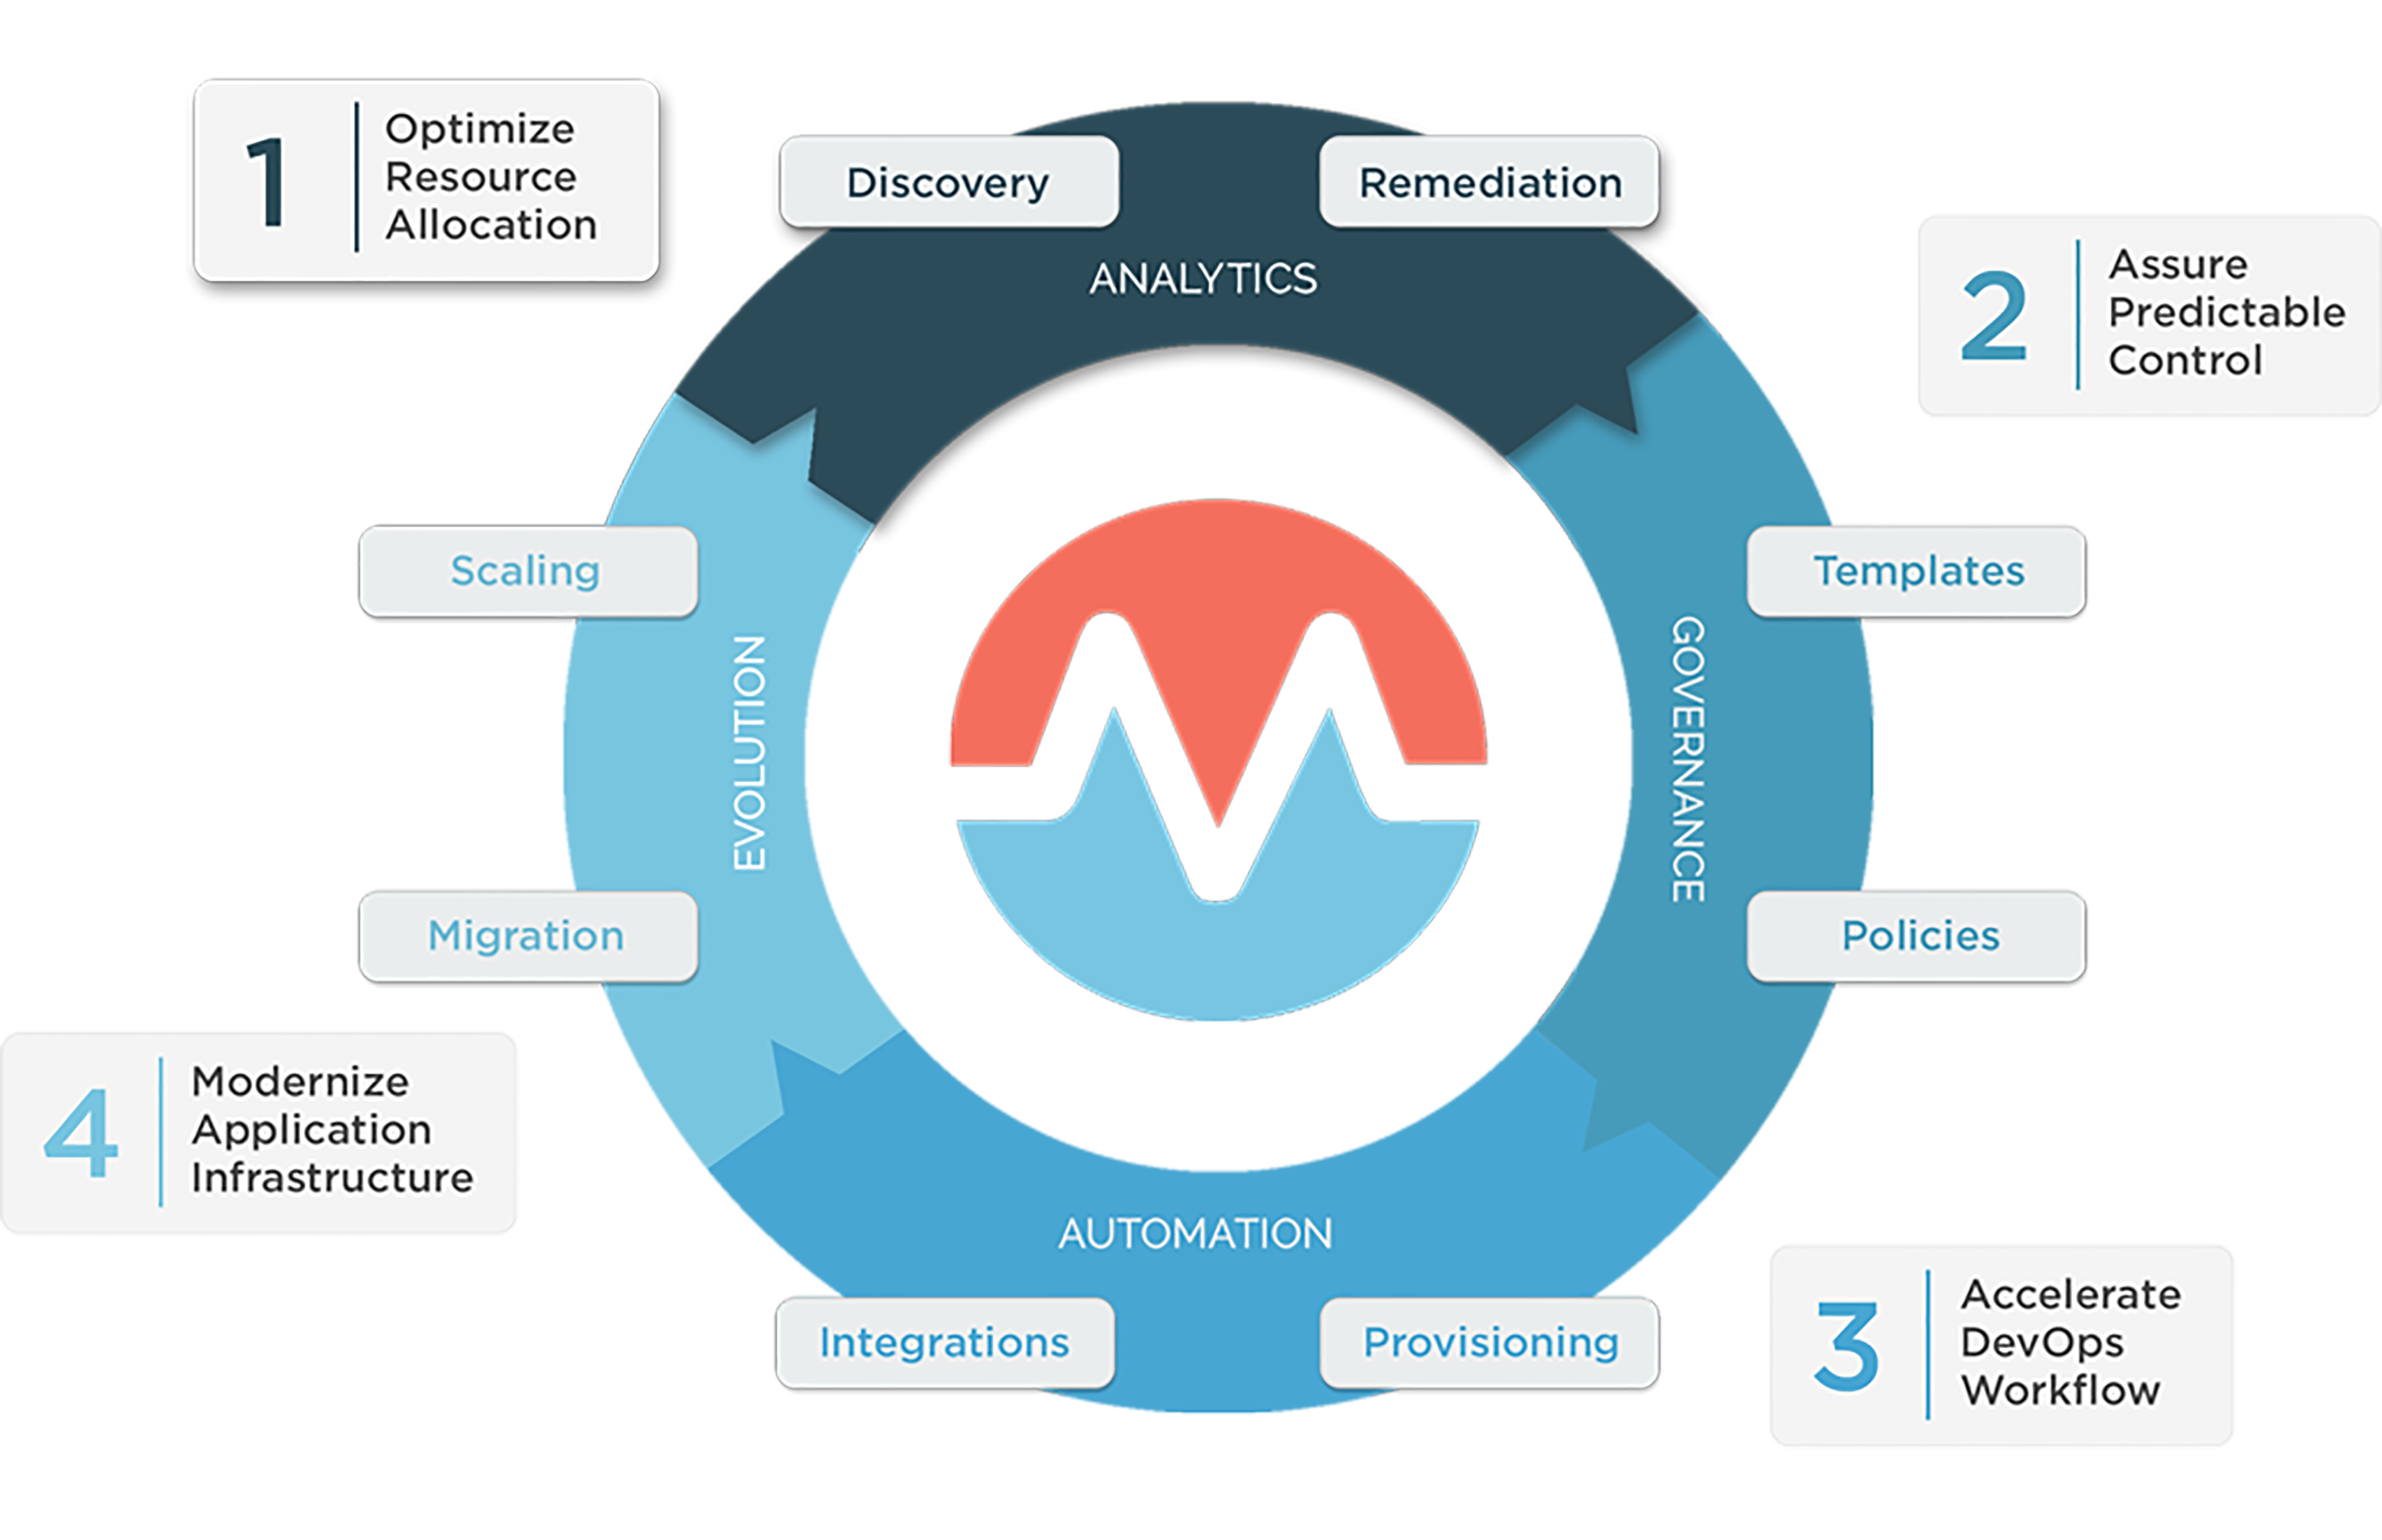 1
Optimize
Resource
Allocation
Discovery
Remediation
ANALYTICS
2
Assure
Predictable
Control
Templates
GOVERNANCE
Policies
3
Accelerate
DevOps
Workflow
Provisioning
Integrations
AUTOMATION
4
Modernize
Application
Infrastructure
Migration
EVOLUTION
Scaling